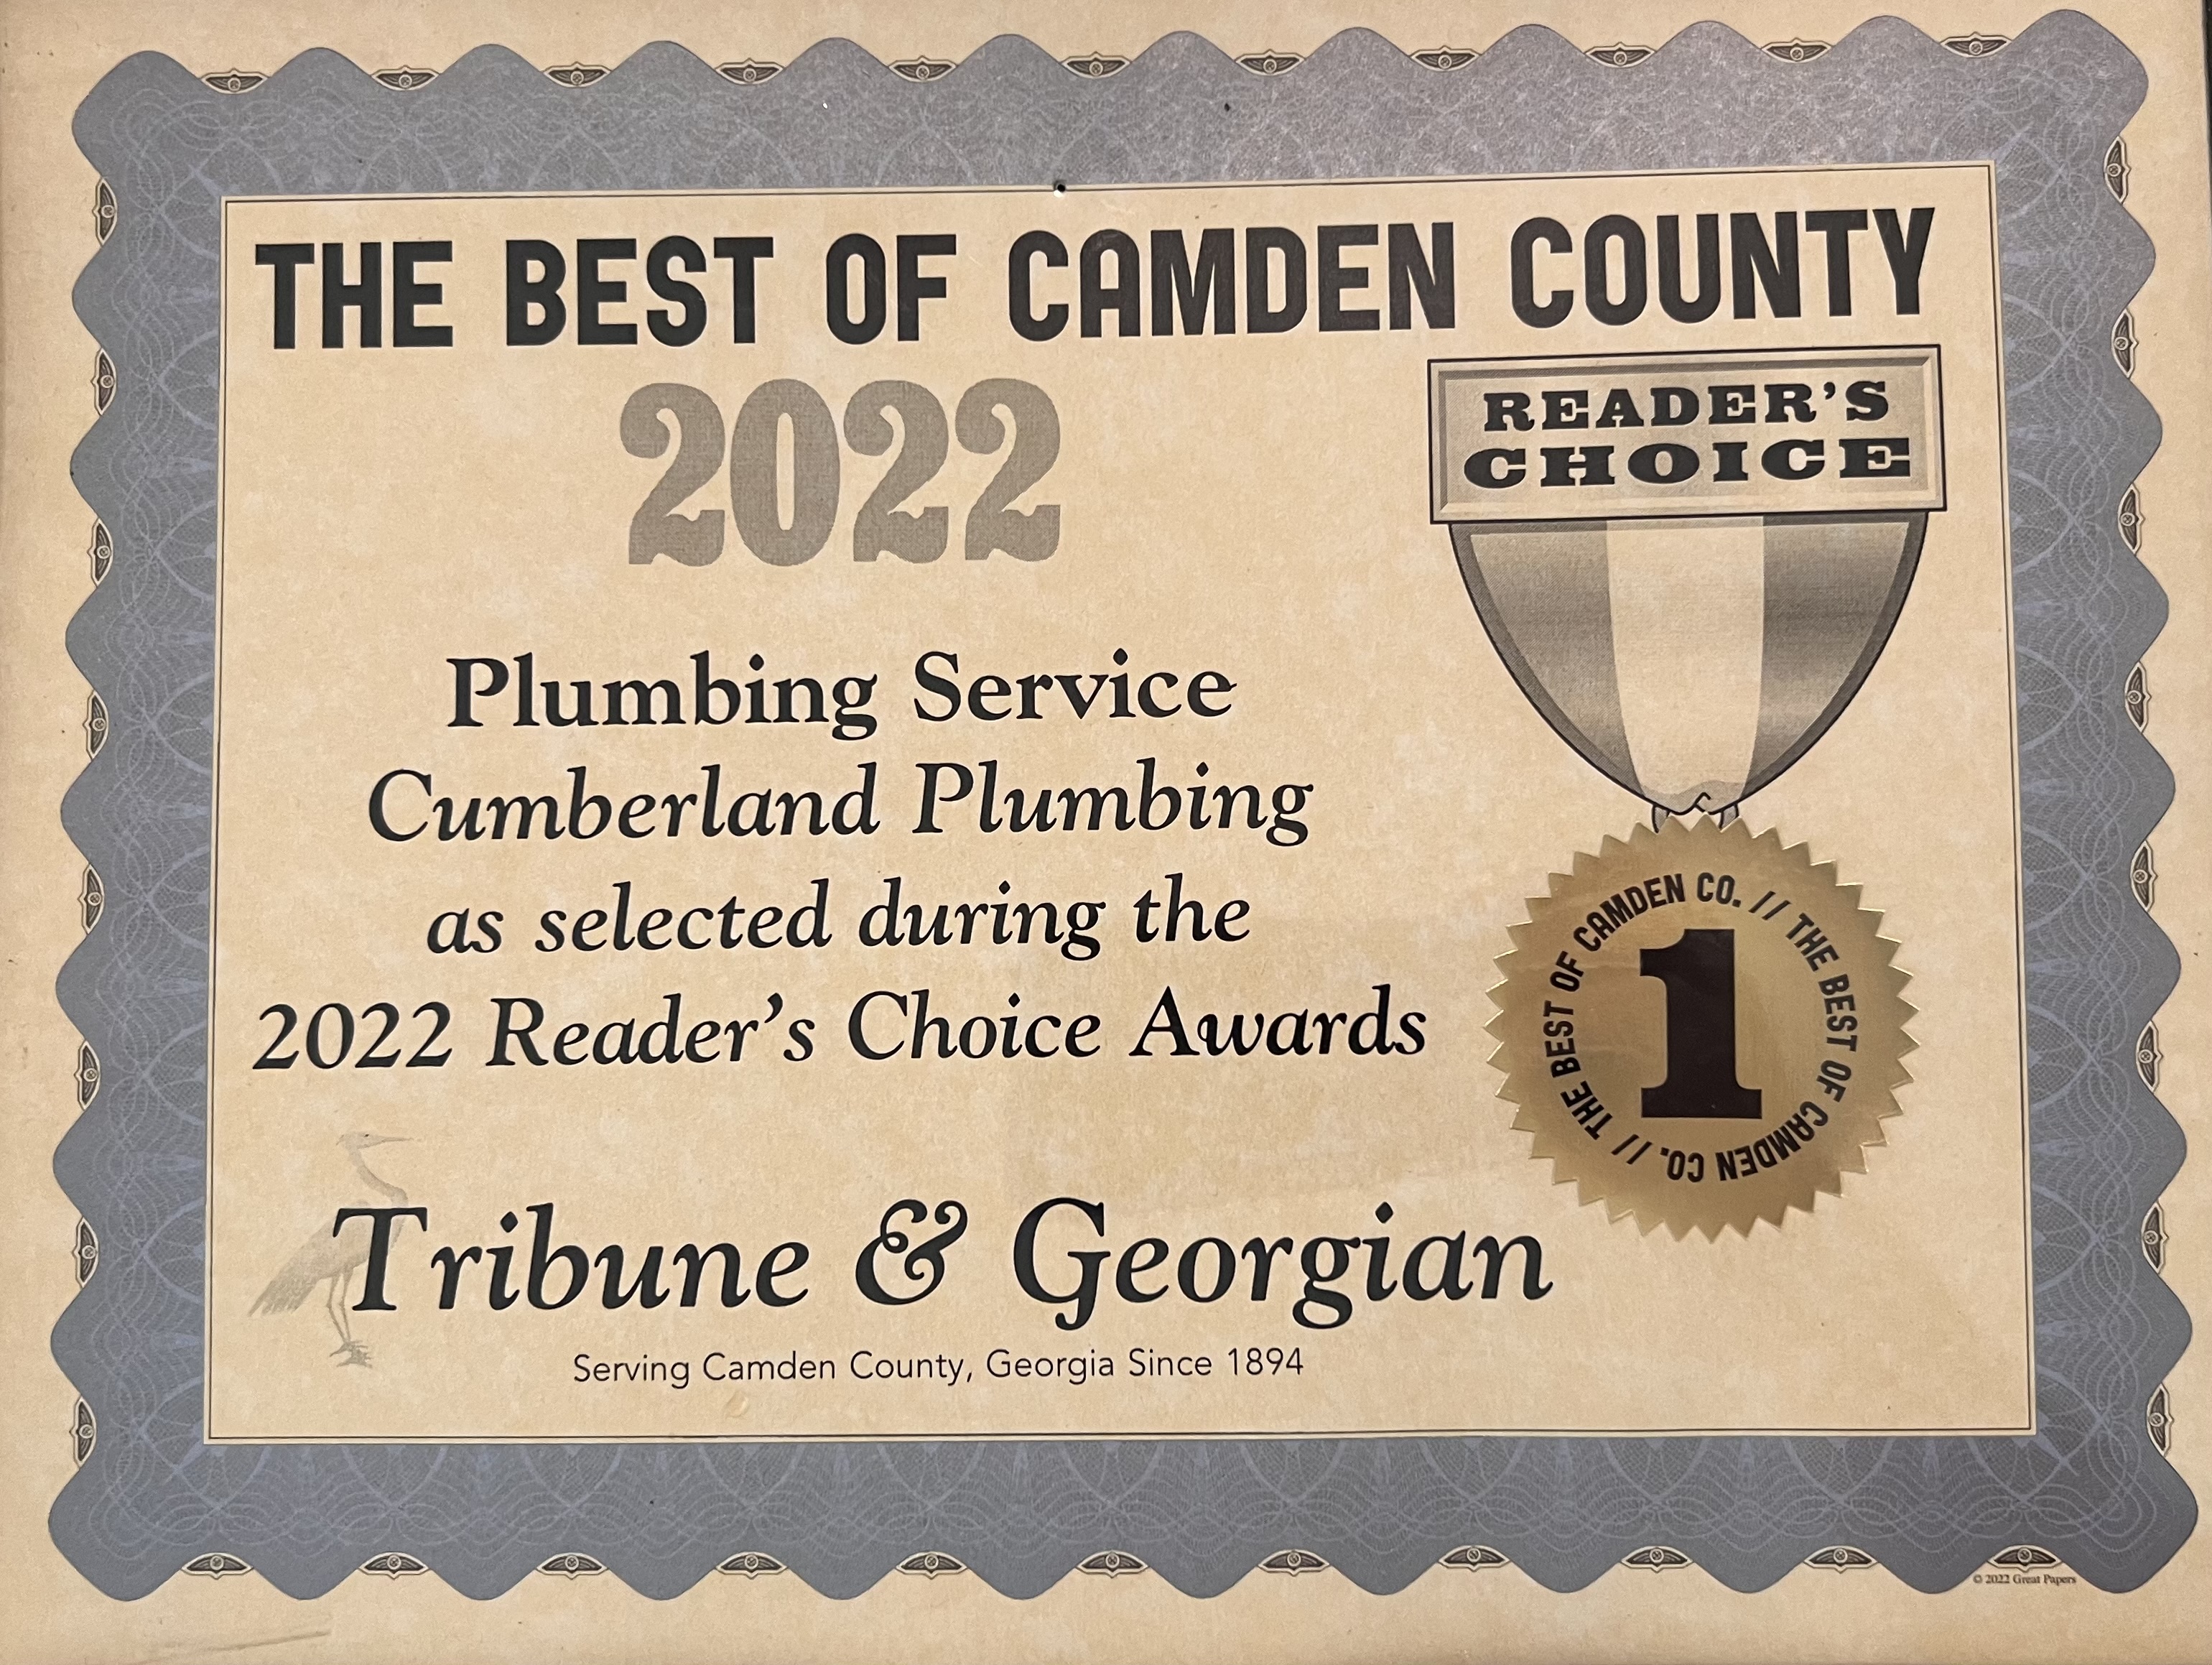 THE BEST OF CAMDEN COUNTY
2022
READER'S
CHOICE
Plumbing Service
Cumberland Plumbing
as selected during the
2022 Reader's Choice Awards
THE BEST OF CAMDEN CO. // THE BEST OF CAMDEN CO. //
1
Tribune & Georgian
Serving Camden County, Georgia Since 1894
© 2022 Great Papers